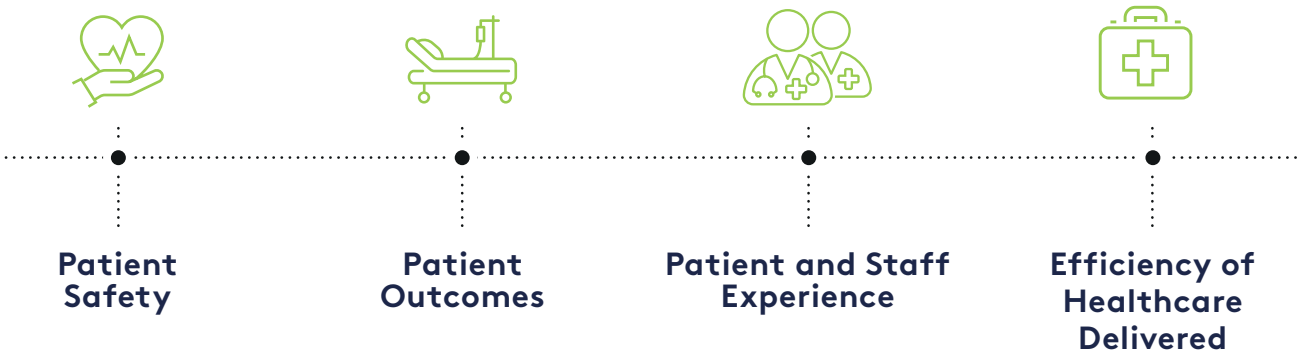 Patient
Safety
Patient
Outcomes
Patient and Staff
Experience
Efficiency of
Healthcare
Delivered